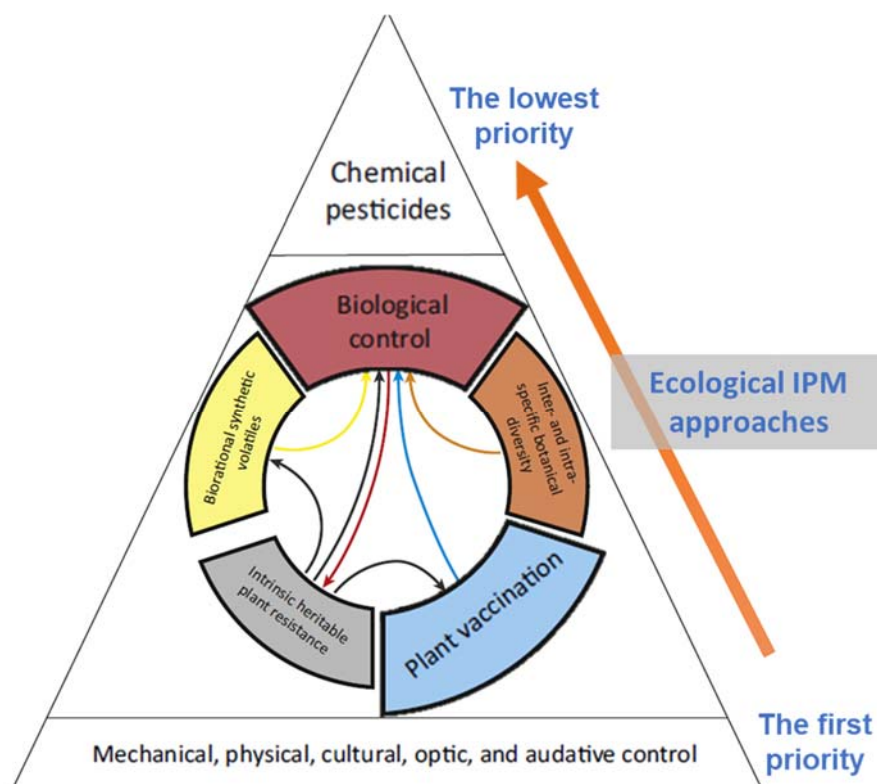 The lowest
priority
Chemical
pesticides
Biological
control
Biorational synthetic
volatiles
Inter- and intra-
specific botanical
diversity
Ecological IPM
approaches
Intrinsic heritable
plant resistance
Plant vaccination
The first
priority
Mechanical, physical, cultural, optic, and audative control